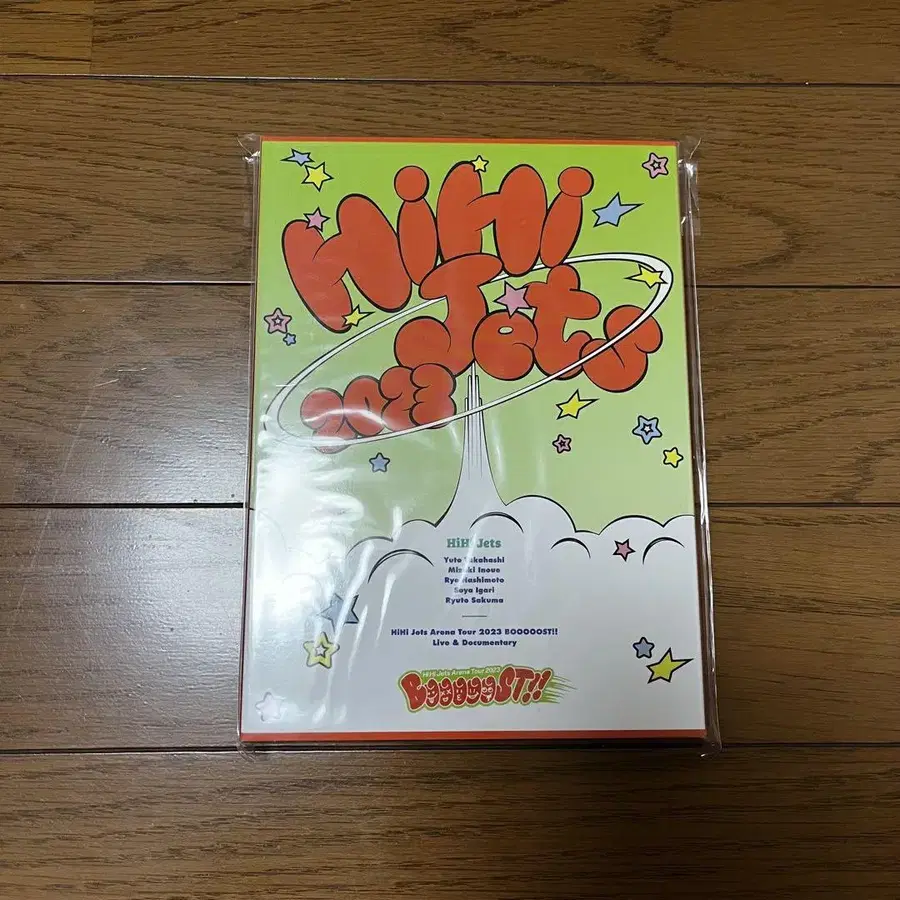 HiHi
Jets
2023
HiHi Jets
Yuto Takahashi
Mizuki Inoue
Ryo Hashimoto
Soya Igari
Ryuto Sakuma
HiHi Jets Arena Tour 2023 BOOOOOST!!
Live & Documentary
HiHi Jets Arena Tour 2023
BOOOOOST!!